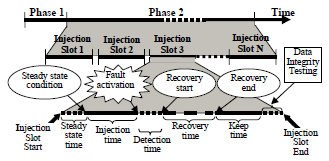 Phase 1 Phase 2 Time
Injection Slot 1
Injection Slot 2
Injection Slot 3
Injection Slot N
Data Integrity Testing
Steady state condition
Fault activation
Recovery start
Recovery end
Injection Slot Start
Steady state time
Injection time
Detection time
Recovery time
Keep time
Injection Slot End